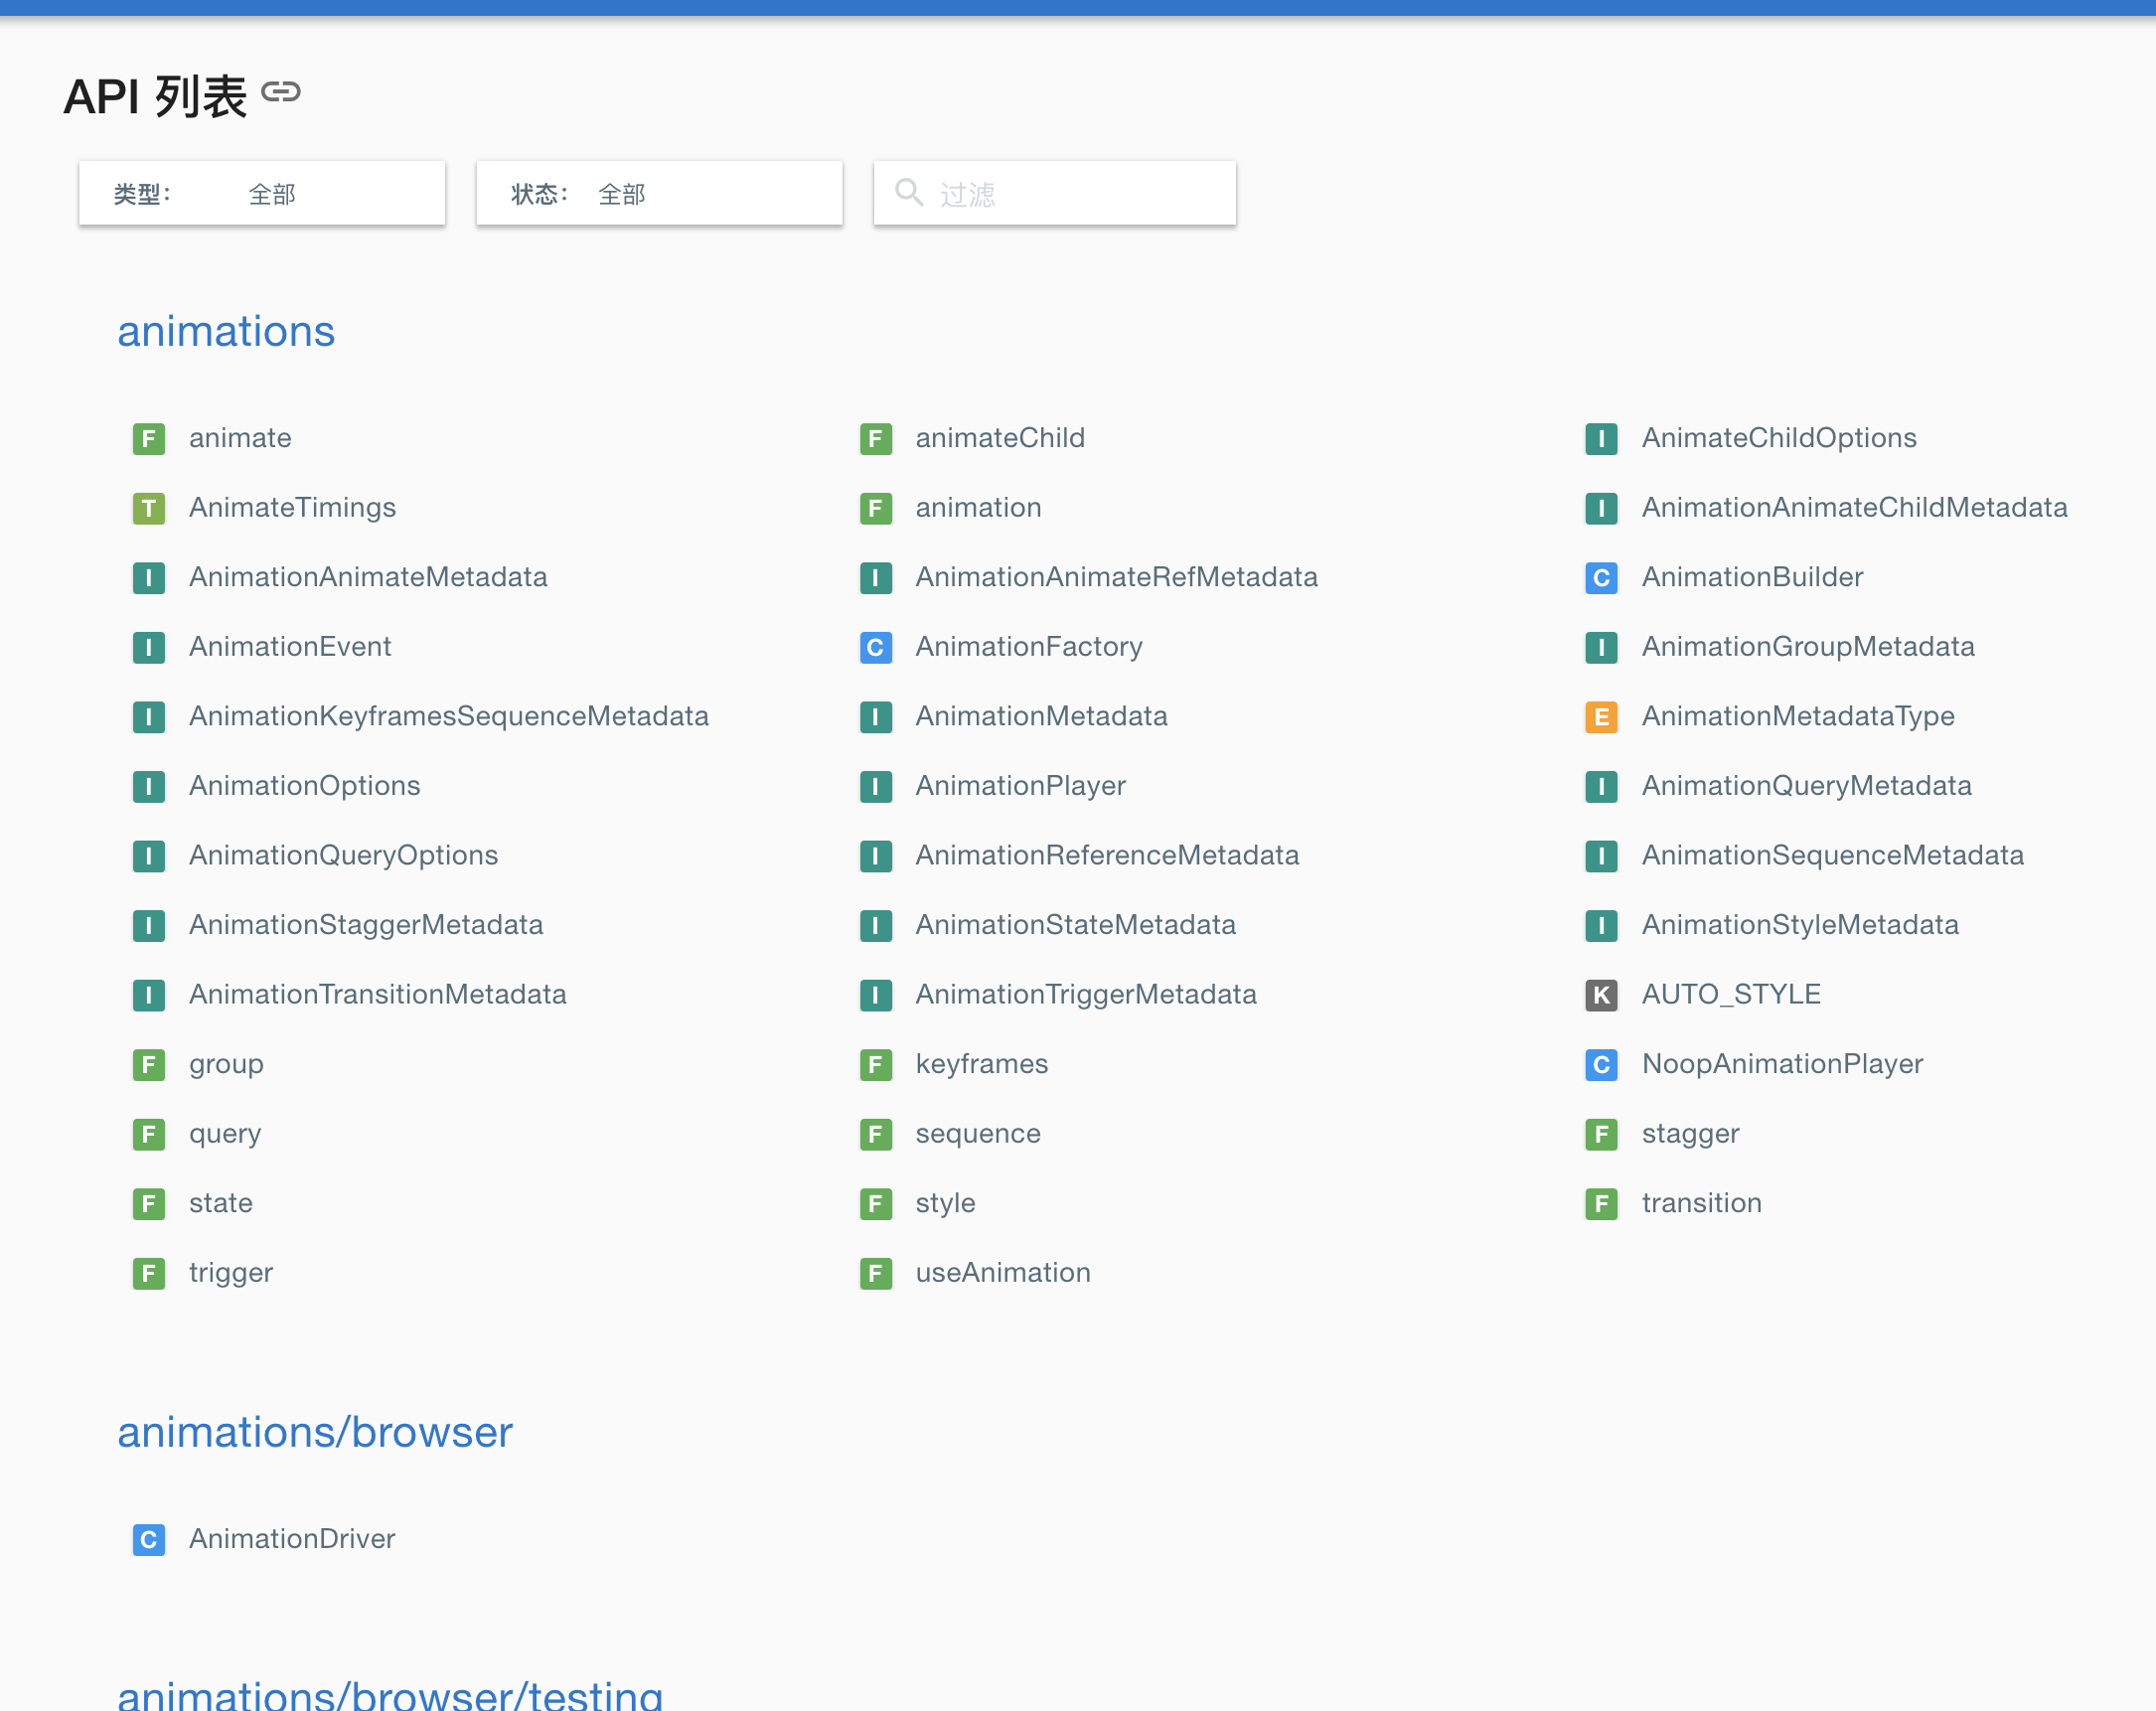 API 列表
类型： 全部 状态： 全部 过滤
animations
F animate F animateChild I AnimateChildOptions
T AnimateTimings F animation I AnimationAnimateChildMetadata
I AnimationAnimateMetadata I AnimationAnimateRefMetadata C AnimationBuilder
I AnimationEvent C AnimationFactory I AnimationGroupMetadata
I AnimationKeyframesSequenceMetadata I AnimationMetadata E AnimationMetadataType
I AnimationOptions I AnimationPlayer I AnimationQueryMetadata
I AnimationQueryOptions I AnimationReferenceMetadata I AnimationSequenceMetadata
I AnimationStaggerMetadata I AnimationStateMetadata I AnimationStyleMetadata
I AnimationTransitionMetadata I AnimationTriggerMetadata K AUTO_STYLE
F group F keyframes C NoopAnimationPlayer
F query F sequence F stagger
F state F style F transition
F trigger F useAnimation
animations/browser
C AnimationDriver
animations/browser/testing